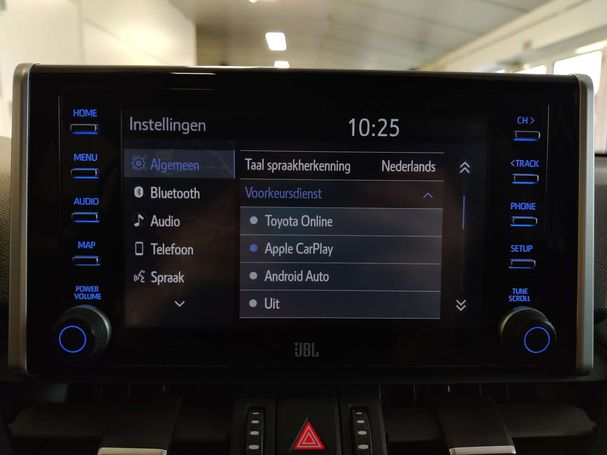 HOME
MENU
AUDIO
MAP
POWER
VOLUME
Instellingen
10:25
Algemeen
Bluetooth
Audio
Telefoon
Spraak
Taal spraakherkenning Nederlands
Voorkeursdienst
Toyota Online
Apple CarPlay
Android Auto
Uit
CH >
< TRACK
PHONE
SETUP
TUNE
SCROLL
JBL